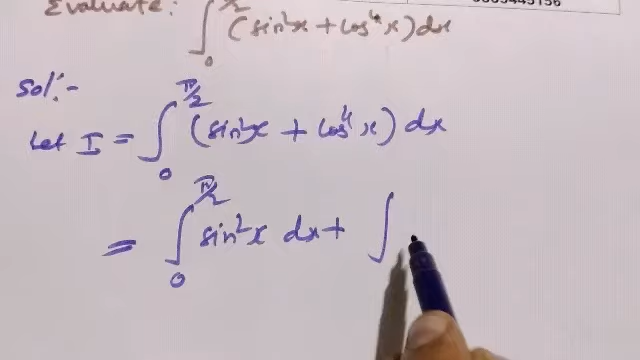 Evaluate: ∫₀^π/2 (sin²x + cos⁴x) dx
Sol:-
Let I = ∫₀^π/2 (sin²x + cos⁴x) dx
= ∫₀^π/2 sin²x dx + ∫